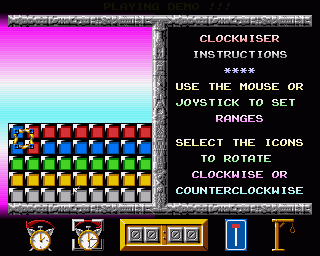 PLAYING DEMO !!!
CLOCKWISER
INSTRUCTIONS
****
USE THE MOUSE OR
JOYSTICK TO SET
RANGES
SELECT THE ICONS
TO ROTATE
CLOCKWISE OR
COUNTERCLOCKWISE